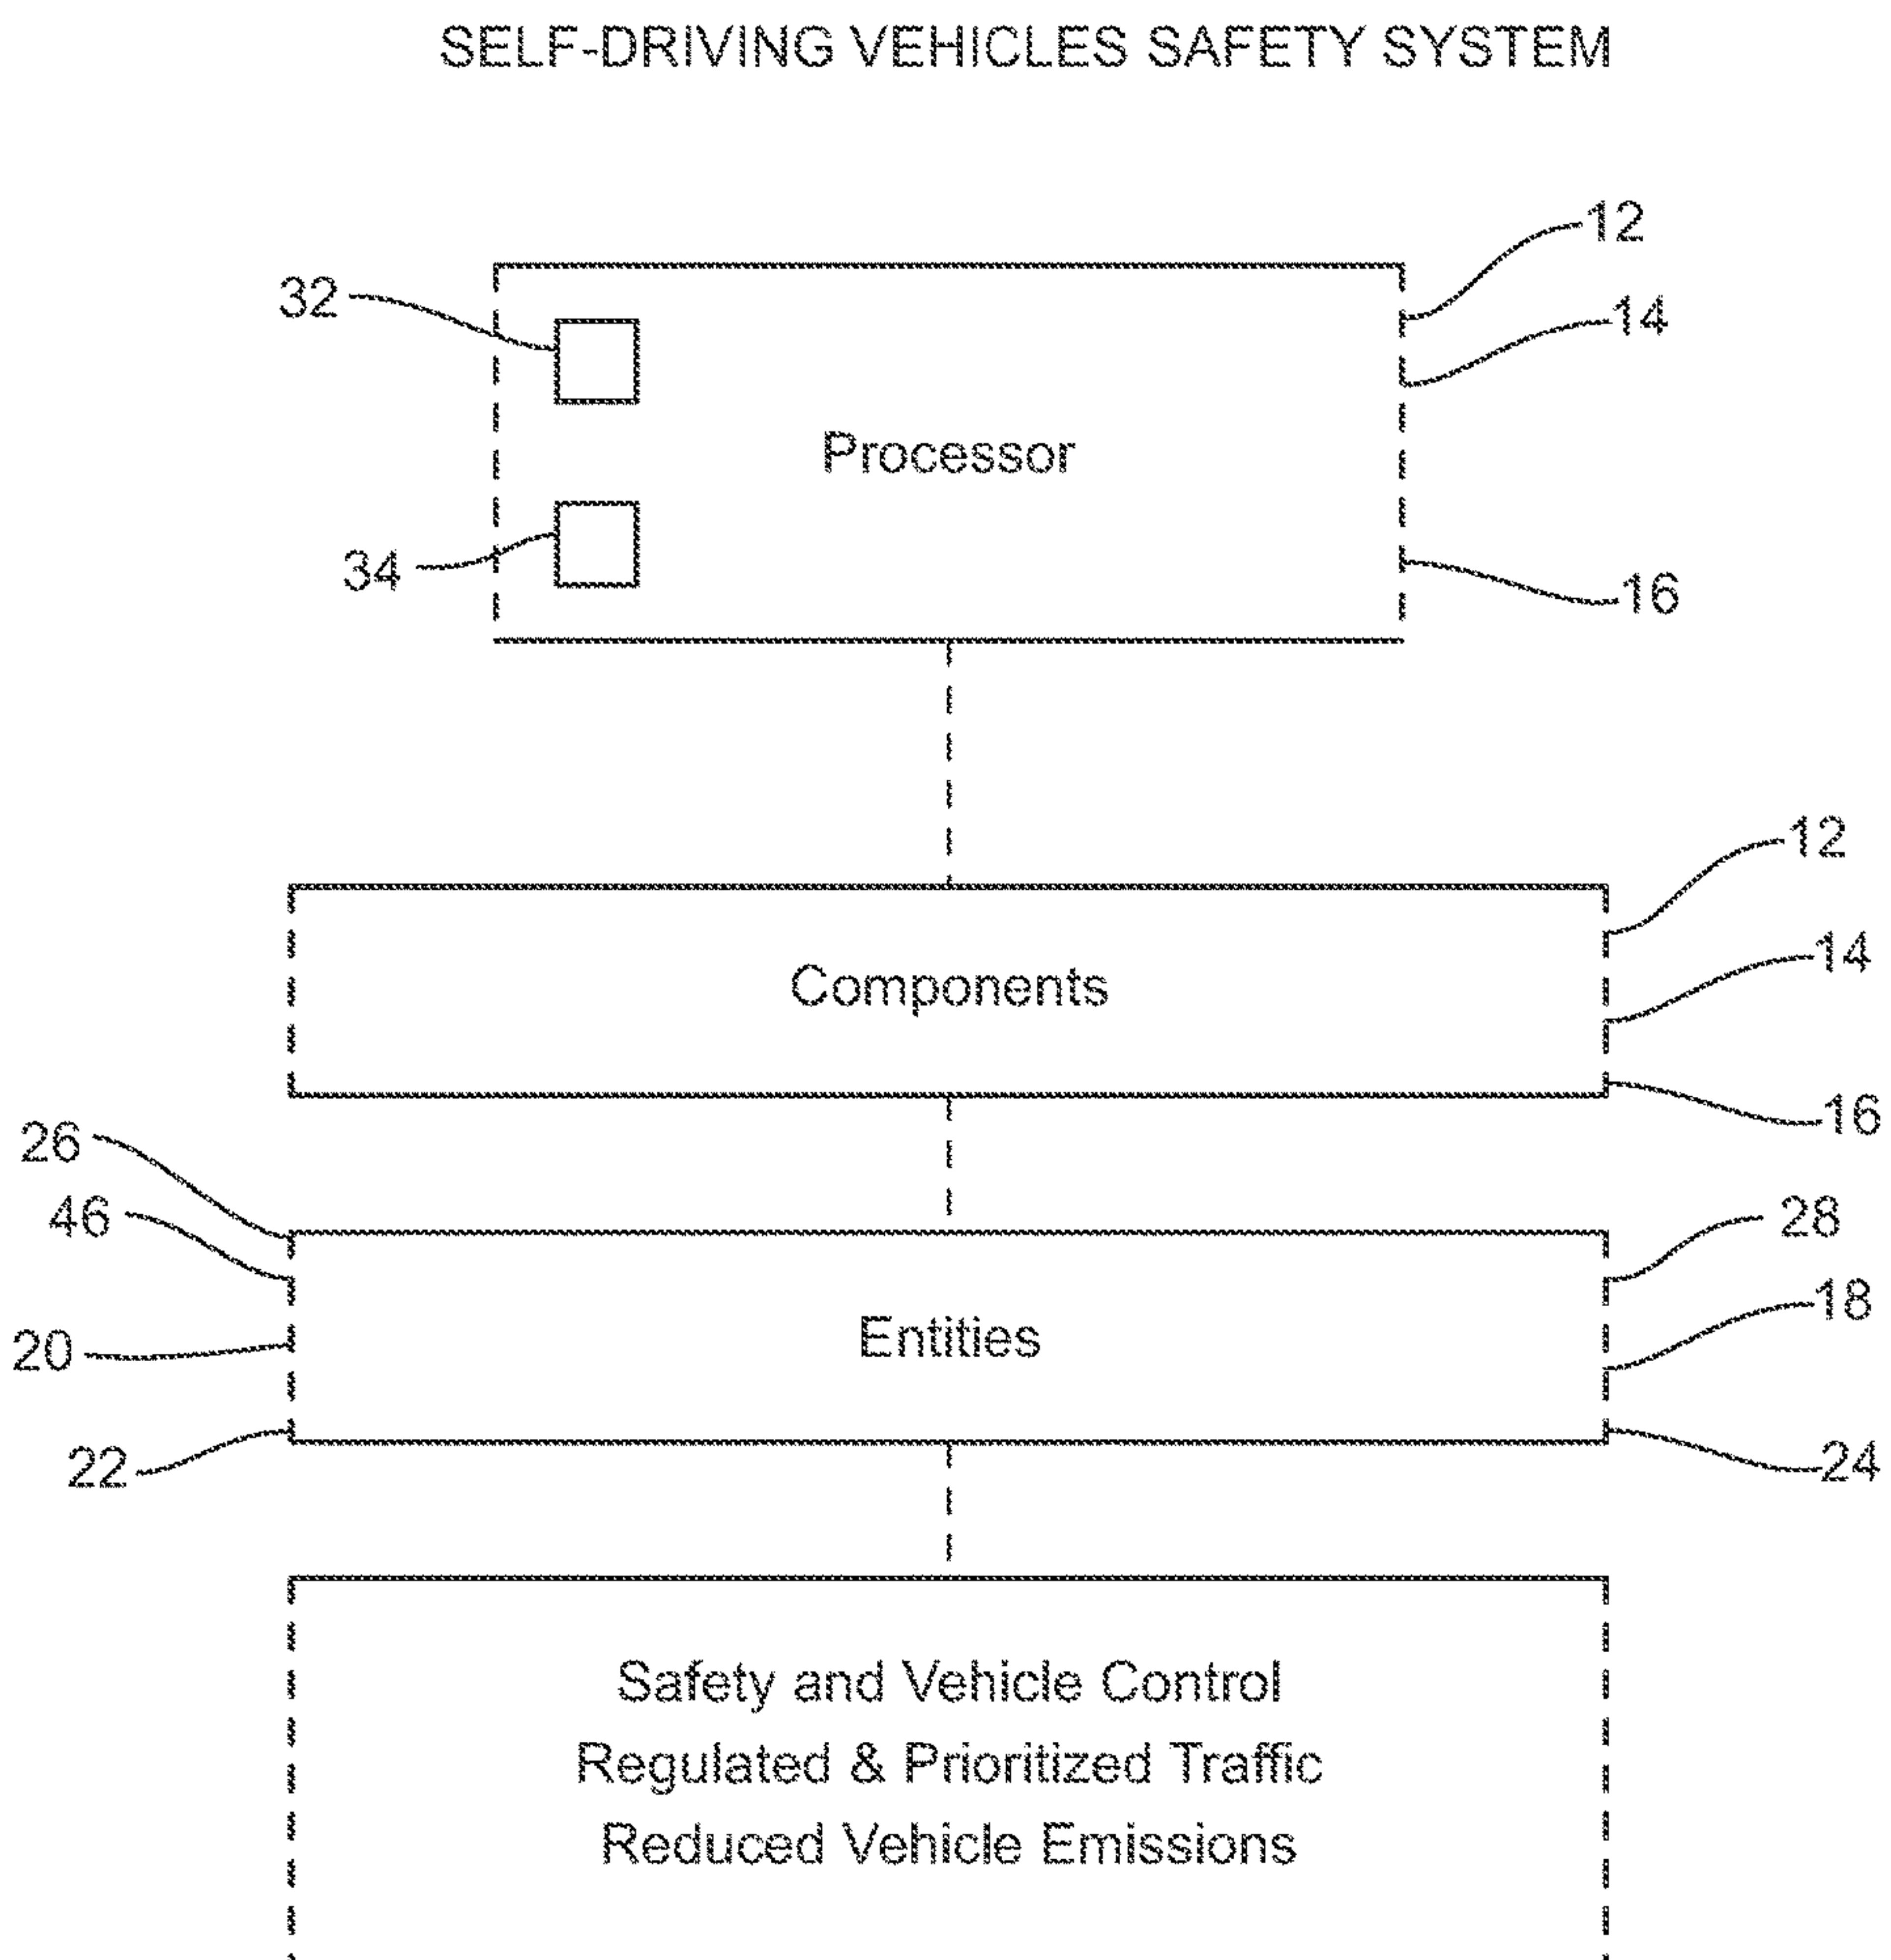 SELF-DRIVING VEHICLES SAFETY SYSTEM
12
32
14
Processor
34
16
12
14
Components
16
26
46
28
18
20
Entities
22
24
Safety and Vehicle Control
Regulated & Prioritized Traffic
Reduced Vehicle Emissions